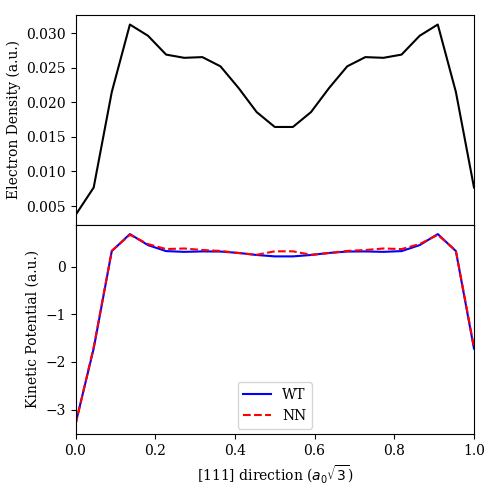 Electron Density (a.u.)
0.030
0.025
0.020
0.015
0.010
0.005
Kinetic Potential (a.u.)
0
−1
−2
−3
WT
NN
0.0 0.2 0.4 0.6 0.8 1.0
[111] direction (a₀√3)